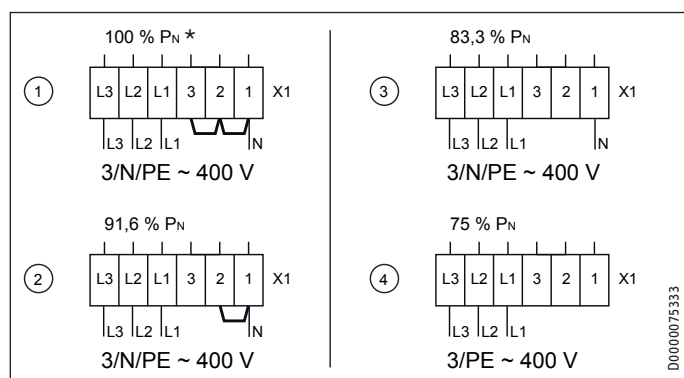 100 % PN *
1
L3 L2 L1 3 2 1 X1
L3 L2 L1 N
3/N/PE ~ 400 V
91,6 % PN
2
L3 L2 L1 3 2 1 X1
L3 L2 L1 N
3/N/PE ~ 400 V
83,3 % PN
3
L3 L2 L1 3 2 1 X1
L3 L2 L1 N
3/N/PE ~ 400 V
75 % PN
4
L3 L2 L1 3 2 1 X1
L3 L2 L1
3/PE ~ 400 V
D0000075333